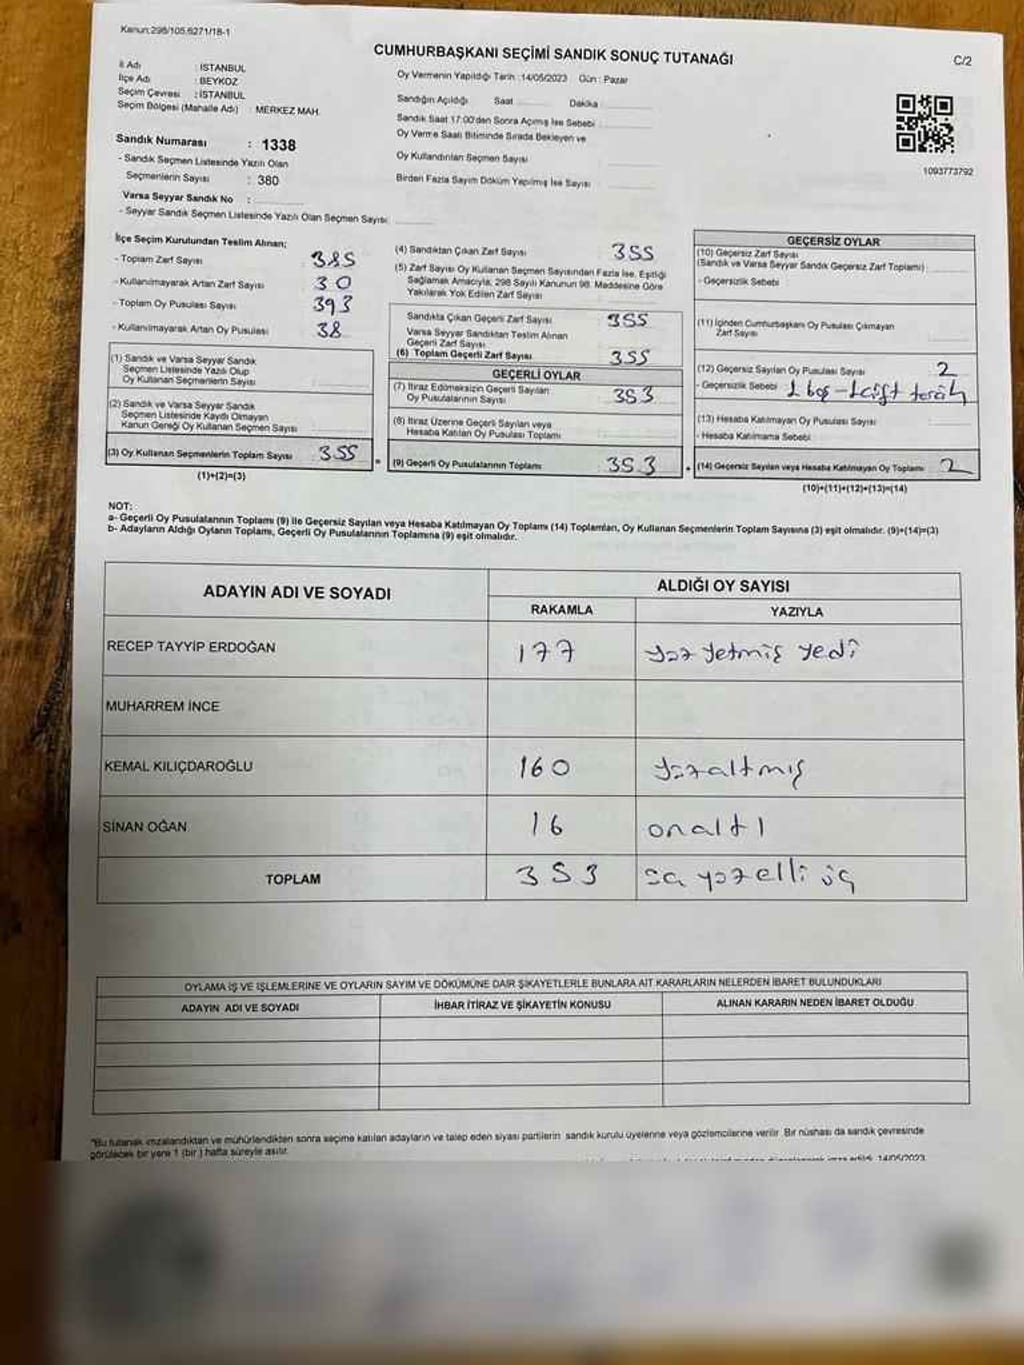 Kanun:298/105,6271/18-1
CUMHURBAŞKANI SEÇİMİ SANDIK SONUÇ TUTANAĞI
C/2
İl Adı : İSTANBUL
İlçe Adı : BEYKOZ
Seçim Çevresi : İSTANBUL
Seçim Bölgesi (Mahalle Adı) : MERKEZ MAH.
Oy Vermenin Yapıldığı Tarih :14/05/2023 Gün : Pazar
Sandığın Açıldığı Saat Dakika
Sandık Saat 17:00'den Sonra Açımış İse Sebebi
Oy Verme Saati Bitiminde Sırada Bekleyen ve
Oy Kullandırılan Seçmen Sayısı
Birden Fazla Sayım Döküm Yapılmış İse Sayısı
1093773792
Sandık Numarası : 1338
- Sandık Seçmen Listesinde Yazılı Olan
Seçmenlerin Sayısı : 380
Varsa Seyyar Sandık No :
- Seyyar Sandık Seçmen Listesinde Yazılı Olan Seçmen Sayısı:
İlçe Seçim Kurulundan Teslim Alınan;
- Toplam Zarf Sayısı 385
- Kullanılmayarak Artan Zarf Sayısı 30
- Toplam Oy Pusulası Sayısı 393
- Kullanılmayarak Artan Oy Pusulası 38
(1) Sandık ve Varsa Seyyar Sandık
Seçmen Listesinde Yazılı Olup
Oy Kullanan Seçmenlerin Sayısı
(2) Sandık ve Varsa Seyyar Sandık
Seçmen Listesinde Kaydı Olmayan
Kanun Gereği Oy Kullanan Seçmen Sayısı
(3) Oy Kullanan Seçmenlerin Toplam Sayısı 355
(1)+(2)=(3)
(4) Sandıktan Çıkan Zarf Sayısı 355
(5) Zarf Sayısı Oy Kullanan Seçmen Sayısından Fazla İse, Eşitliği
Sağlamak Amacıyla, 298 Sayılı Kanunun 98. Maddesine Göre
Yakılarak Yok Edilen Zarf Sayısı
Sandıkta Çıkan Geçerli Zarf Sayısı 355
Varsa Seyyar Sandıktan Teslim Alınan
Geçerli Zarf Sayısı
(6) Toplam Geçerli Zarf Sayısı 355
GEÇERLİ OYLAR
(7) İtiraz Edilmeksizin Geçerli Sayılan
Oy Pusulalarının Sayısı 353
(8) İtiraz Üzerine Geçerli Sayılan veya
Hesaba Katılan Oy Pusulası Toplamı
= (9) Geçerli Oy Pusulalarının Toplamı 353
GEÇERSİZ OYLAR
(10) Geçersiz Zarf Sayısı
(Sandık ve Varsa Seyyar Sandık Geçersiz Zarf Toplamı)
- Geçersizlik Sebebi
(11) İçinden Cumhurbaşkanı Oy Pusulası Çıkmayan
Zarf Sayısı
(12) Geçersiz Sayılan Oy Pusulası Sayısı 2
- Geçersizlik Sebebi 1 boş - 1 çift tercih
(13) Hesaba Katılmayan Oy Pusulası Sayısı
- Hesaba Katılmama Sebebi
+ (14) Geçersiz Sayılan veya Hesaba Katılmayan Oy Toplamı 2
(10)+(11)+(12)+(13)=(14)
NOT:
a- Geçerli Oy Pusulalarının Toplamı (9) ile Geçersiz Sayılan veya Hesaba Katılmayan Oy Toplamı (14) Toplamları, Oy Kullanan Seçmenlerin Toplam Sayısına (3) eşit olmalıdır. (9)+(14)=(3)
b- Adayların Aldığı Oyların Toplamı, Geçerli Oy Pusulalarının Toplamına (9) eşit olmalıdır.
ADAYIN ADI VE SOYADI
ALDIĞI OY SAYISI
RAKAMLA YAZIYLA
RECEP TAYYİP ERDOĞAN 177 yüz yetmiş yedi
MUHARREM İNCE
KEMAL KILIÇDAROĞLU 160 yüzaltmış
SİNAN OĞAN 16 onaltı
TOPLAM 353 üç yüzelli üç
OYLAMA İŞ VE İŞLEMLERİNE VE OYLARIN SAYIM VE DÖKÜMÜNE DAİR ŞİKAYETLERLE BUNLARA AİT KARARLARIN NELERDEN İBARET BULUNDUKLARI
ADAYIN ADI VE SOYADI İHBAR İTİRAZ VE ŞİKAYETİN KONUSU ALINAN KARARIN NEDEN İBARET OLDUĞU
"Bu tutanak imzalandıktan ve mühürlendikten sonra seçime katılan adayların ve talep eden siyasi partilerin sandık kurulu üyelerine veya gözlemcilerine verilir. Bir nüshası da sandık çevresinde
görülecek bir yere 1 (bir) hafta süreyle asılır.
14/05/2023